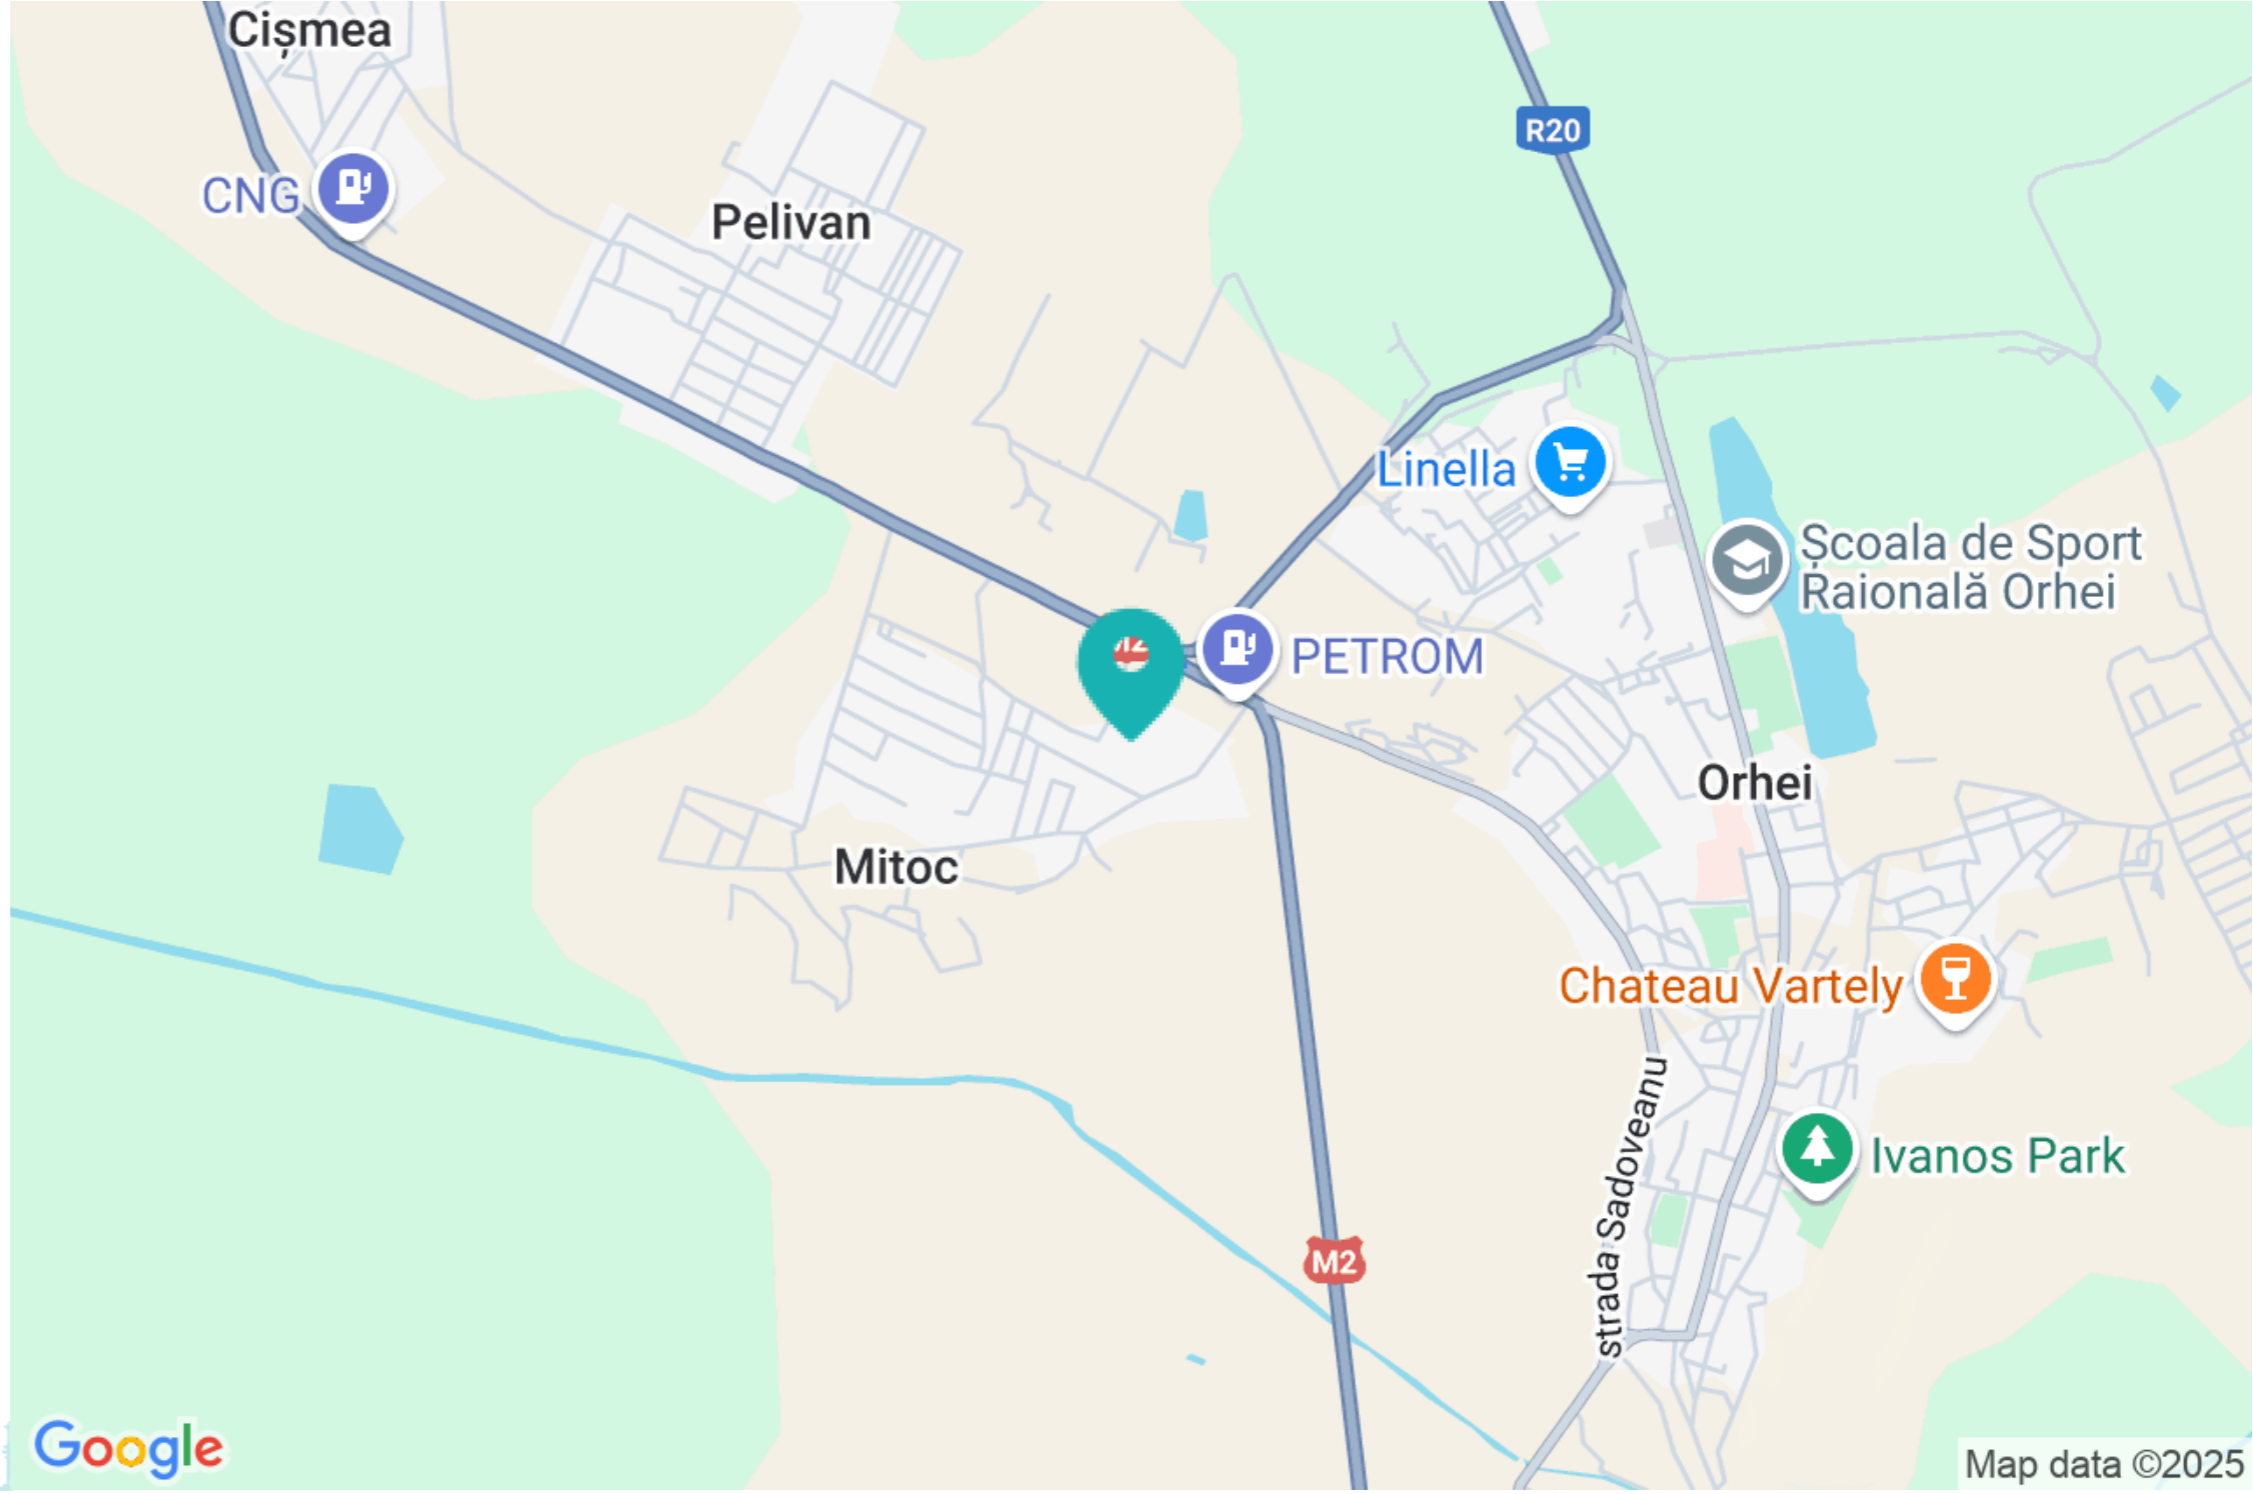 Cișmea
R20
CNG
Pelivan
Linella
Școala de Sport
Raională Orhei
PETROM
Orhei
Mitoc
Chateau Vartely
strada Sadoveanu
Ivanos Park
M2
Google
Map data ©2025